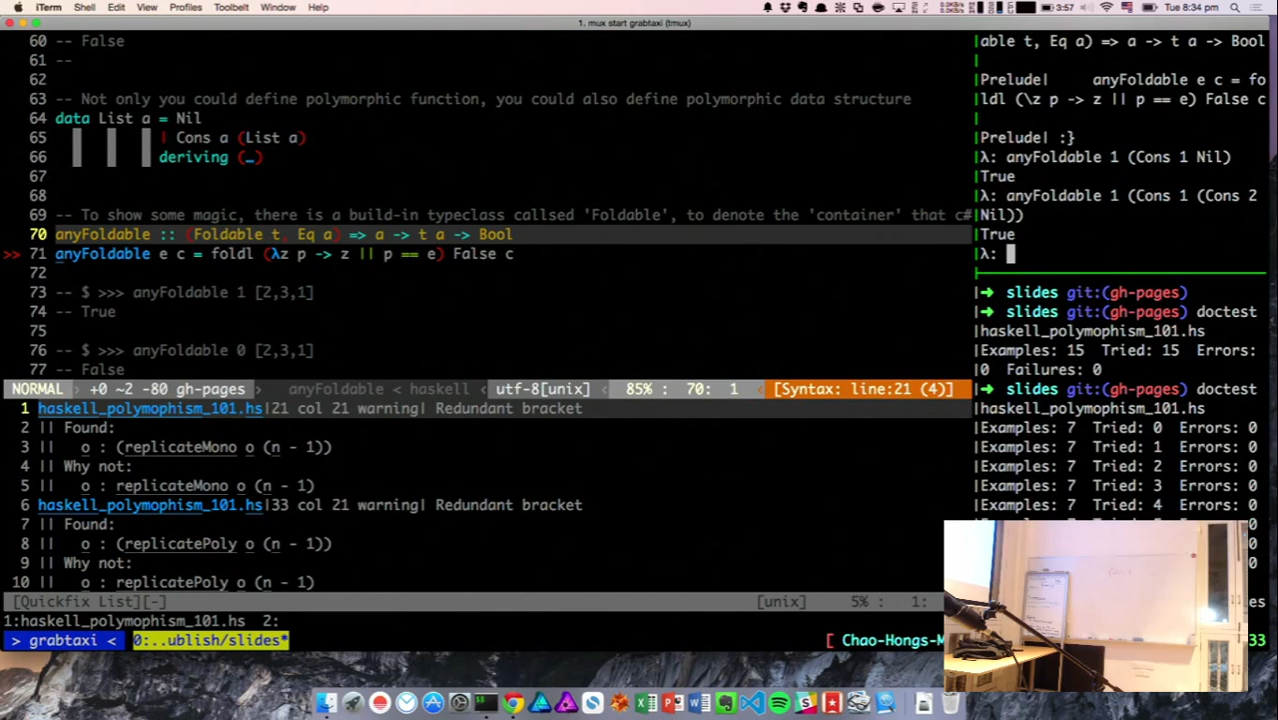 iTerm Shell Edit View Profiles Toolbelt Window Help 3:57 Tue 8:34 pm
1. mux start grabtaxi (tmux)
60 -- False
61 --
62
63 -- Not only you could define polymorphic function, you could also define polymorphic data structure
64 data List a = Nil
65 | Cons a (List a)
66 deriving (…)
67
68
69 -- To show some magic, there is a build-in typeclass callsed 'Foldable', to denote the 'container' that c#
70 anyFoldable :: (Foldable t, Eq a) => a -> t a -> Bool
>> 71 anyFoldable e c = foldl (λz p -> z || p == e) False c
72
73 -- $ >>> anyFoldable 1 [2,3,1]
74 -- True
75
76 -- $ >>> anyFoldable 0 [2,3,1]
77 -- False
NORMAL +0 ~2 -80 gh-pages anyFoldable < haskell utf-8[unix] 85% : 70: 1 [Syntax: line:21 (4)]
1 haskell_polymophism_101.hs|21 col 21 warning| Redundant bracket
2 || Found:
3 || o : (replicateMono o (n - 1))
4 || Why not:
5 || o : replicateMono o (n - 1)
6 haskell_polymophism_101.hs|33 col 21 warning| Redundant bracket
7 || Found:
8 || o : (replicatePoly o (n - 1))
9 || Why not:
10 || o : replicatePoly o (n - 1)
[Quickfix List][-] [unix] 5% : 1:
1:haskell_polymophism_101.hs 2:
> grabtaxi < 0:..ublish/slides* [ Chao-Hongs-M 33
able t, Eq a) => a -> t a -> Bool
Prelude| anyFoldable e c = fo
ldl (\z p -> z || p == e) False c
Prelude| :}
λ: anyFoldable 1 (Cons 1 Nil)
True
λ: anyFoldable 1 (Cons 1 (Cons 2
Nil))
True
λ:
➜ slides git:(gh-pages)
➜ slides git:(gh-pages) doctest
haskell_polymophism_101.hs
Examples: 15 Tried: 15 Errors:
0 Failures: 0
➜ slides git:(gh-pages) doctest
haskell_polymophism_101.hs
Examples: 7 Tried: 0 Errors: 0
Examples: 7 Tried: 1 Errors: 0
Examples: 7 Tried: 2 Errors: 0
Examples: 7 Tried: 3 Errors: 0
Examples: 7 Tried: 4 Errors: 0